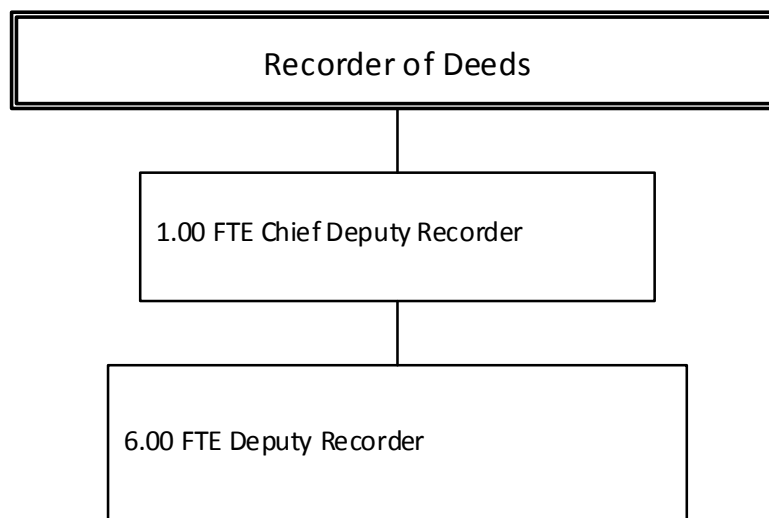 Recorder of Deeds
1.00 FTE Chief Deputy Recorder
6.00 FTE Deputy Recorder